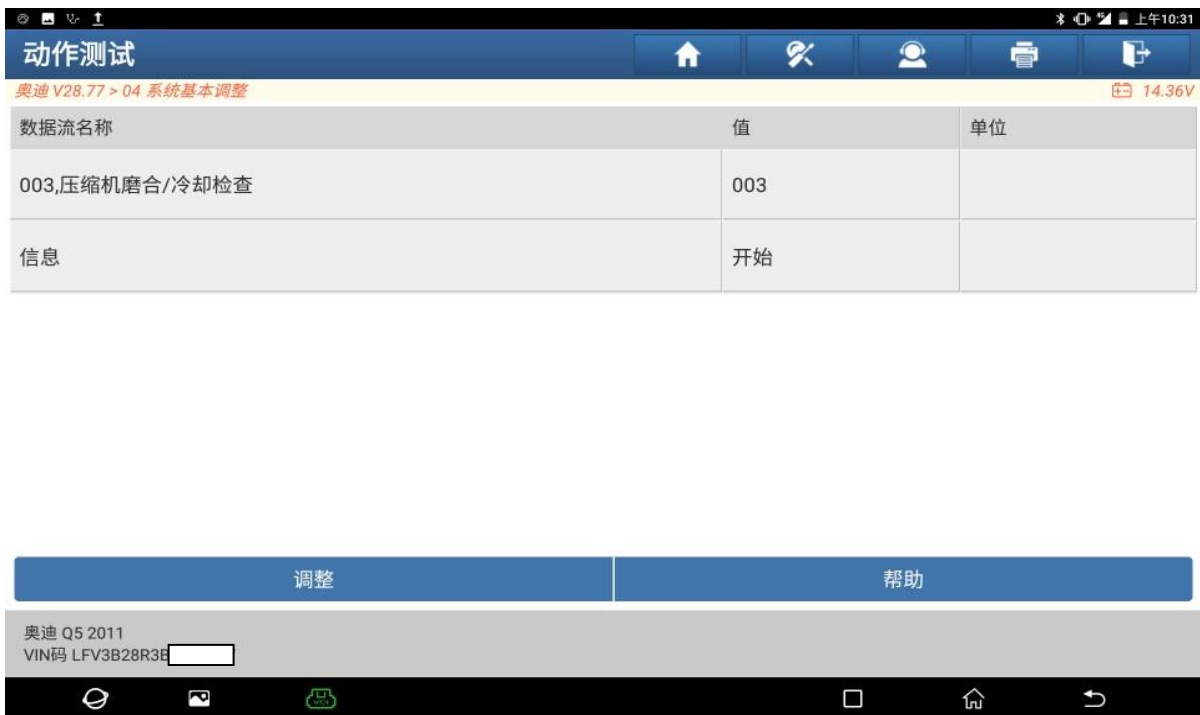 上午10:31
动作测试
奥迪 V28.77 > 04 系统基本调整
14.36V
数据流名称 值 单位
003,压缩机磨合/冷却检查 003
信息 开始
调整 帮助
奥迪 Q5 2011
VIN码 LFV3B28R3B